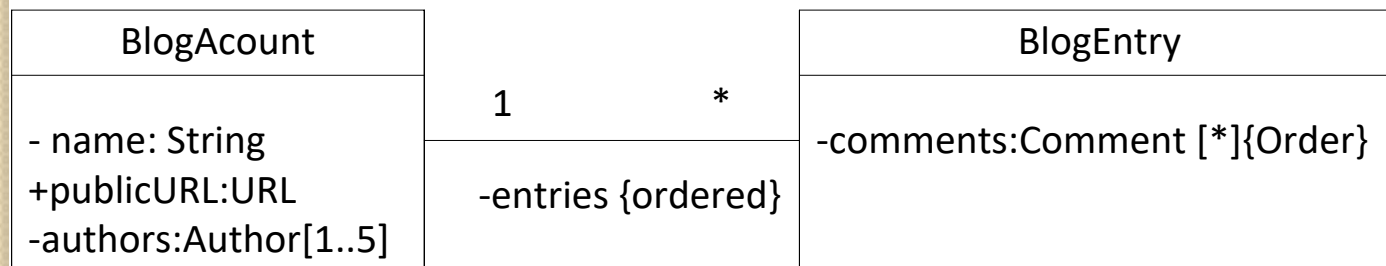 BlogAcount
- name: String
+publicURL:URL
-authors:Author[1..5]
1 *
-entries {ordered}
BlogEntry
-comments:Comment [*]{Order}